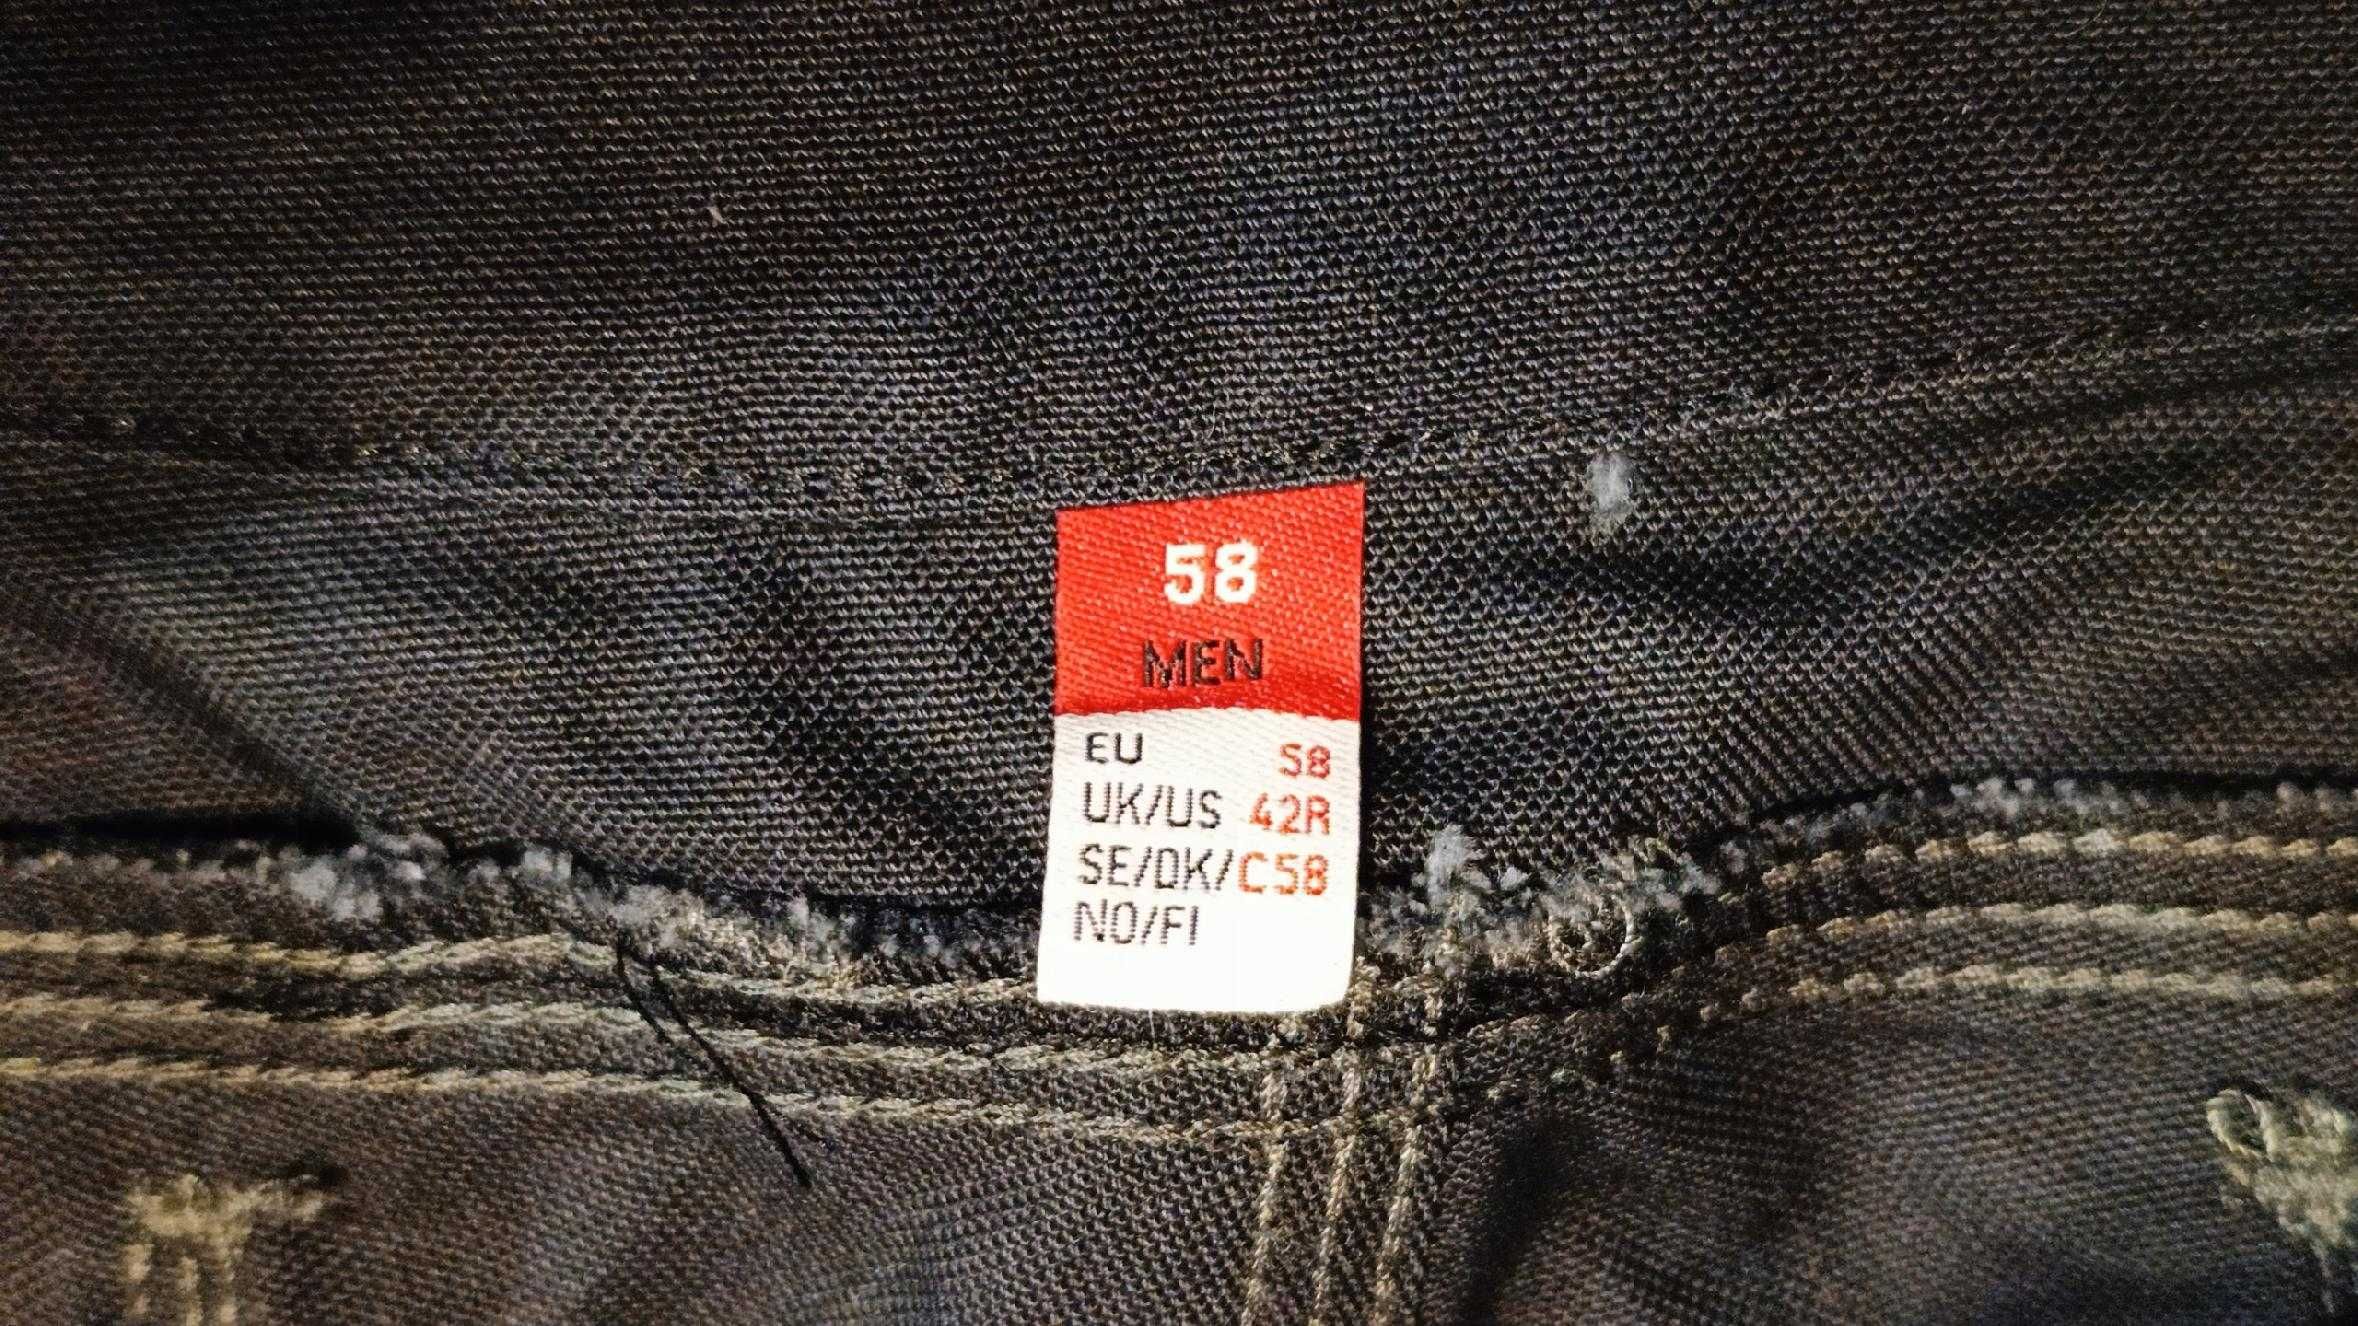 58
MEN
EU 58
UK/US 42R
SE/DK/ C58
NO/FI